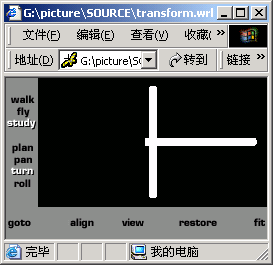 G:\picture\SOURCE\transform.wrl
文件(F) 编辑(E) 查看(V) 收藏(
地址(D) G:\picture\S 转到 链接 »
walk
fly
study
plan
pan
turn
roll
goto align view restore fit
完毕 我的电脑